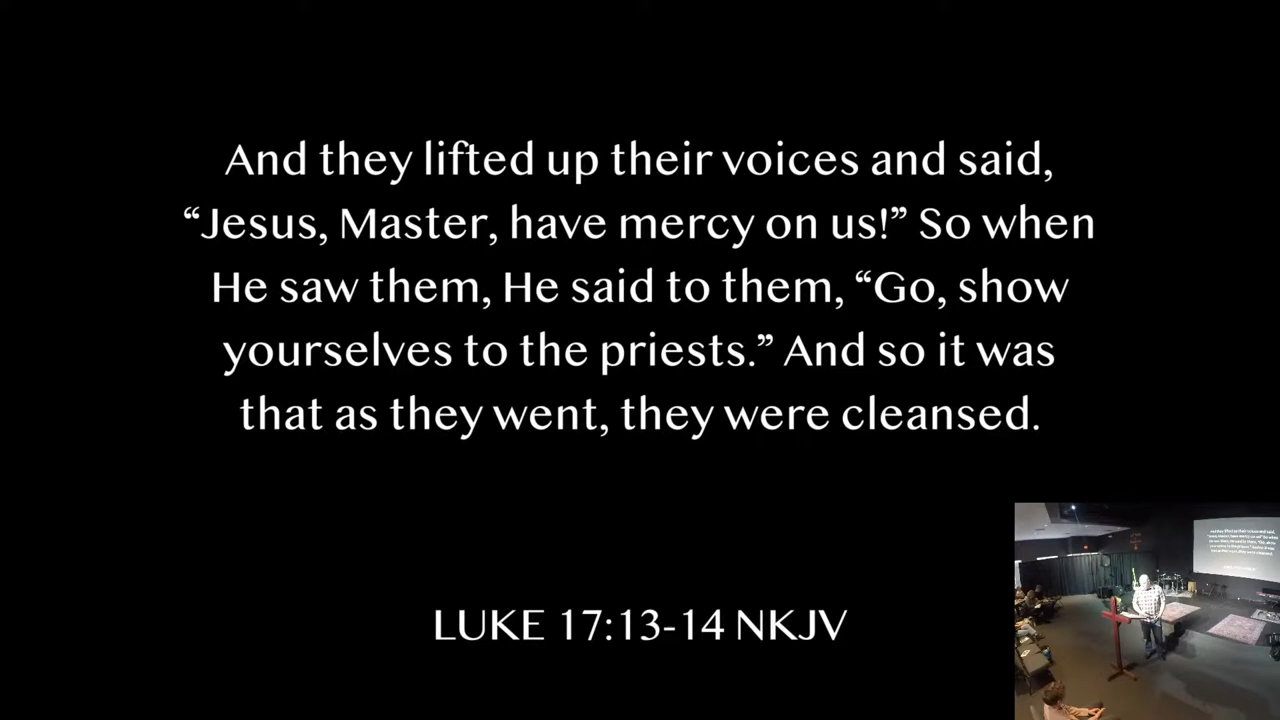 And they lifted up their voices and said,
“Jesus, Master, have mercy on us!” So when
He saw them, He said to them, “Go, show
yourselves to the priests.” And so it was
that as they went, they were cleansed.
LUKE 17:13-14 NKJV